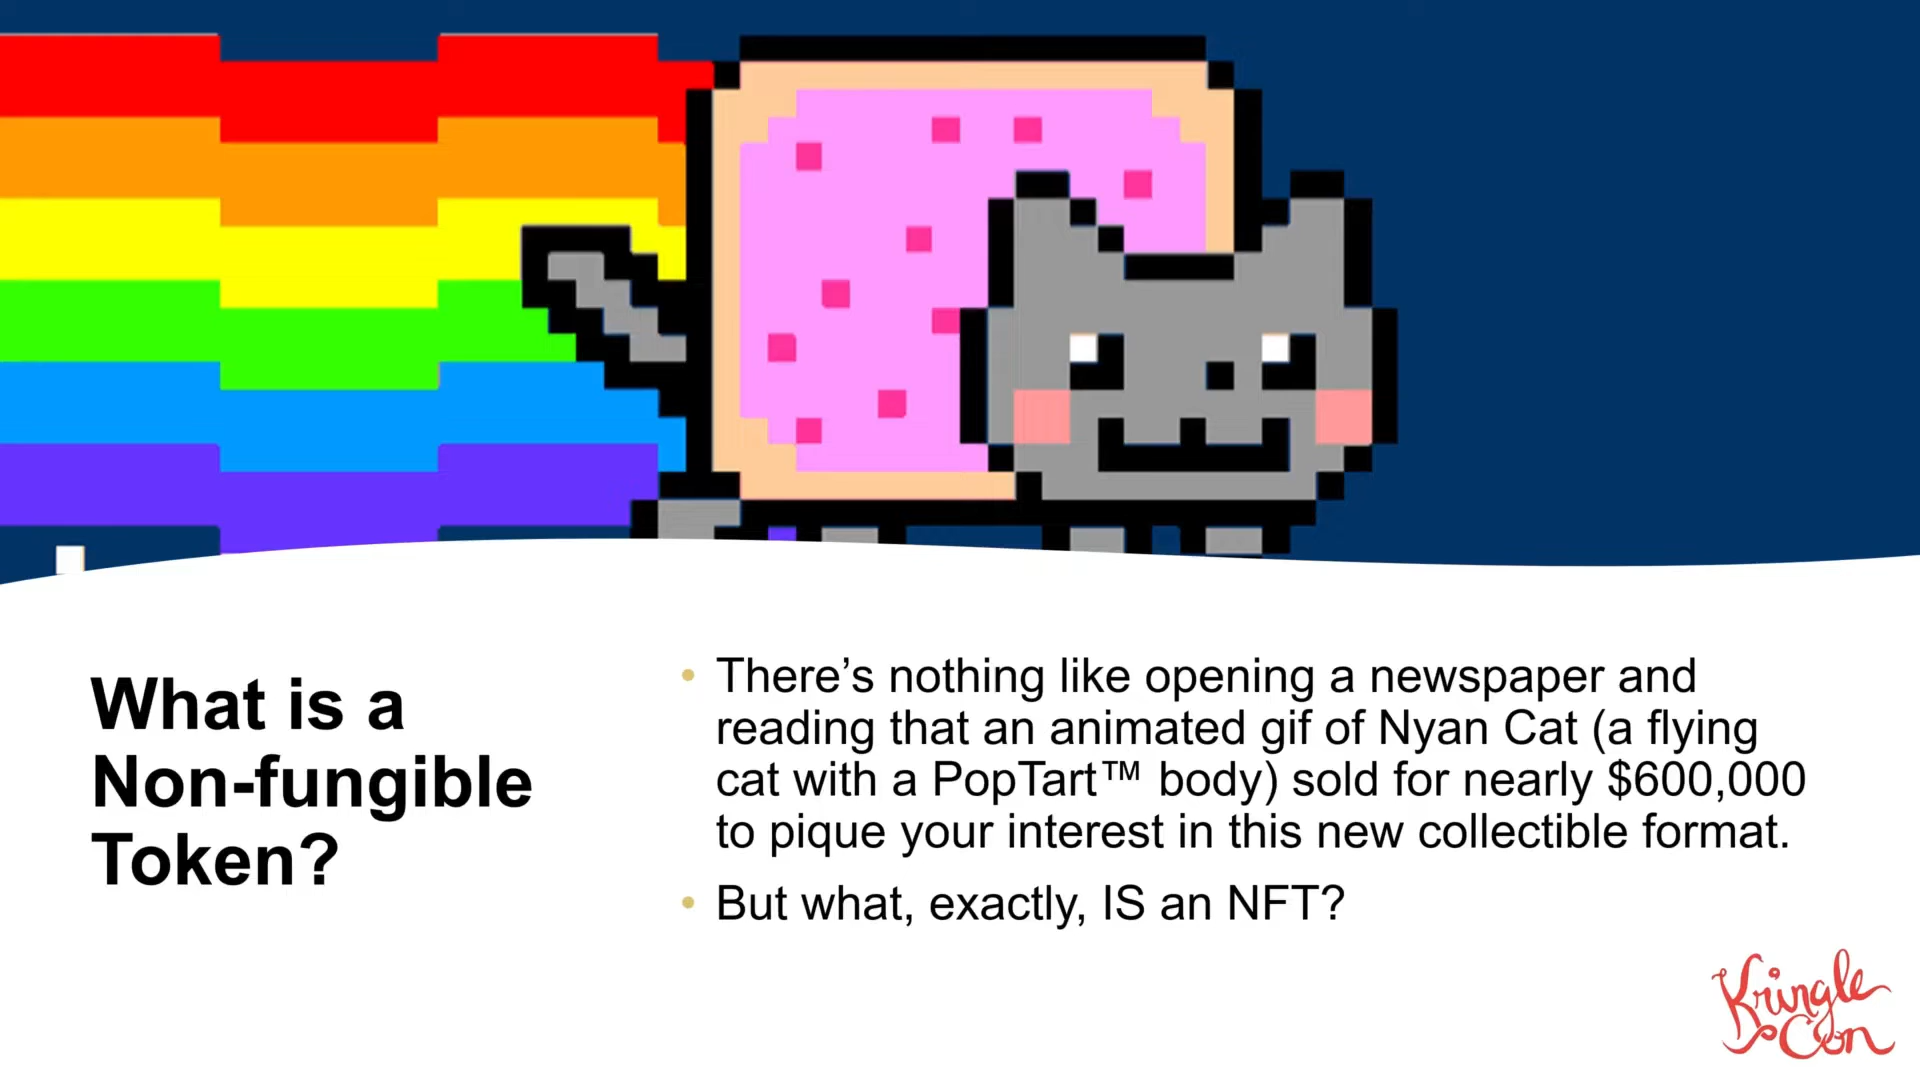 What is a
Non-fungible
Token?
• There’s nothing like opening a newspaper and
reading that an animated gif of Nyan Cat (a flying
cat with a PopTart™ body) sold for nearly $600,000
to pique your interest in this new collectible format.
• But what, exactly, IS an NFT?
Kringle
Con